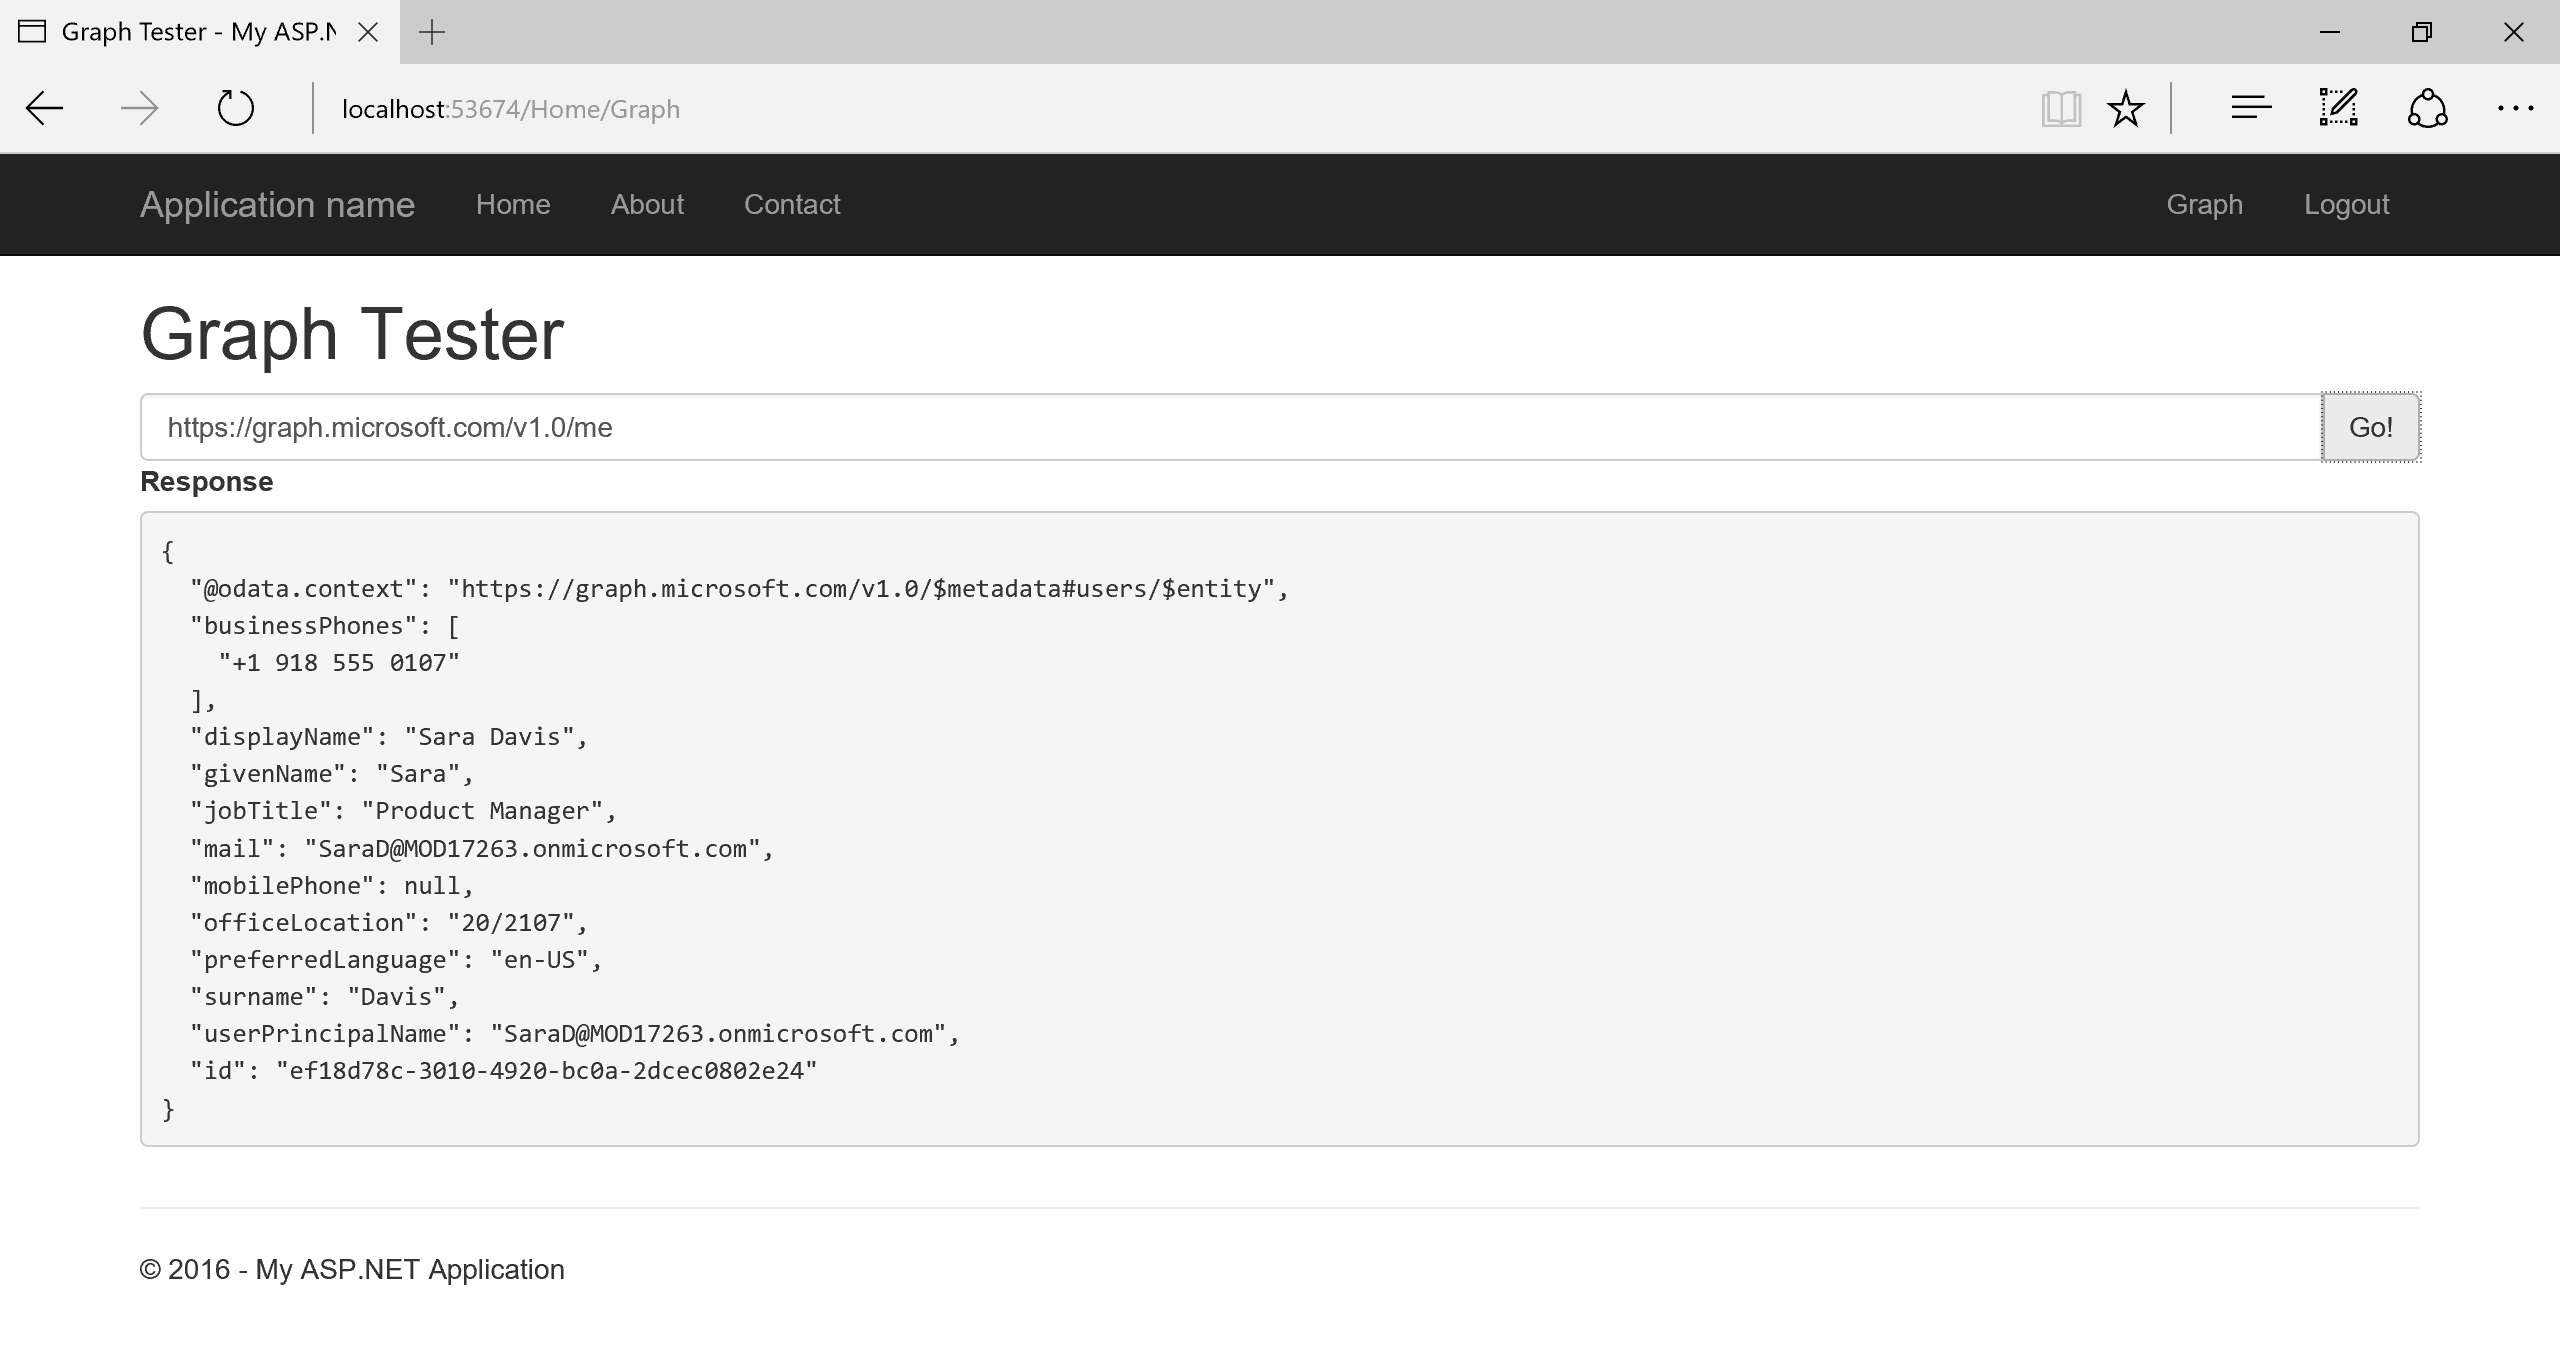 Graph Tester - My ASP.N
localhost:53674/Home/Graph
Application name Home About Contact Graph Logout
Graph Tester
https://graph.microsoft.com/v1.0/me Go!
Response
{
"@odata.context": "https://graph.microsoft.com/v1.0/$metadata#users/$entity",
"businessPhones": [
"+1 918 555 0107"
],
"displayName": "Sara Davis",
"givenName": "Sara",
"jobTitle": "Product Manager",
"mail": "SaraD@MOD17263.onmicrosoft.com",
"mobilePhone": null,
"officeLocation": "20/2107",
"preferredLanguage": "en-US",
"surname": "Davis",
"userPrincipalName": "SaraD@MOD17263.onmicrosoft.com",
"id": "ef18d78c-3010-4920-bc0a-2dcec0802e24"
}
© 2016 - My ASP.NET Application